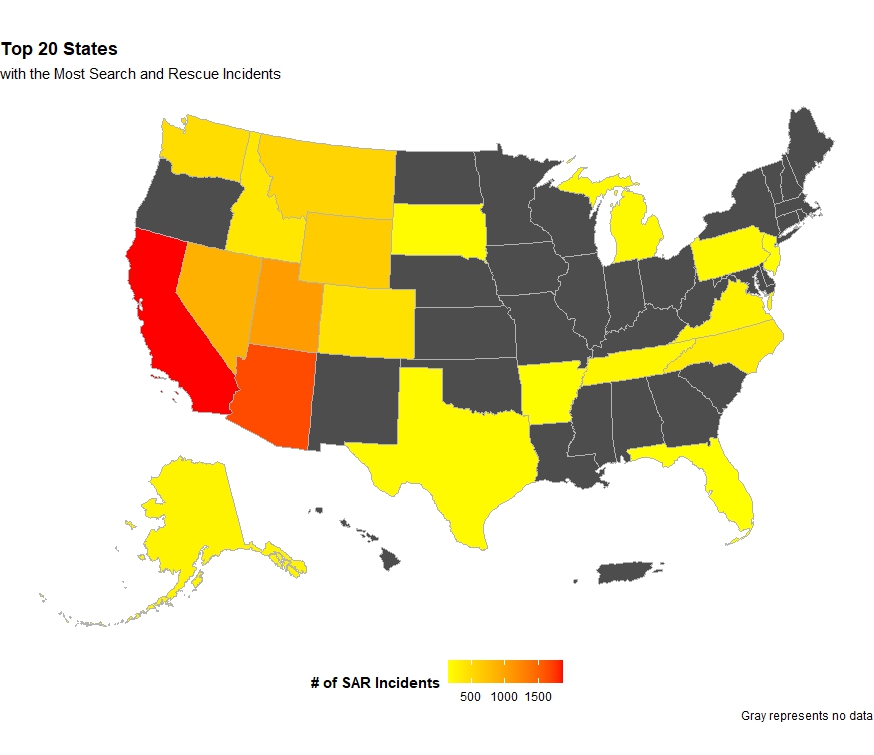 Top 20 States
with the Most Search and Rescue Incidents
# of SAR Incidents
500 1000 1500
Gray represents no data